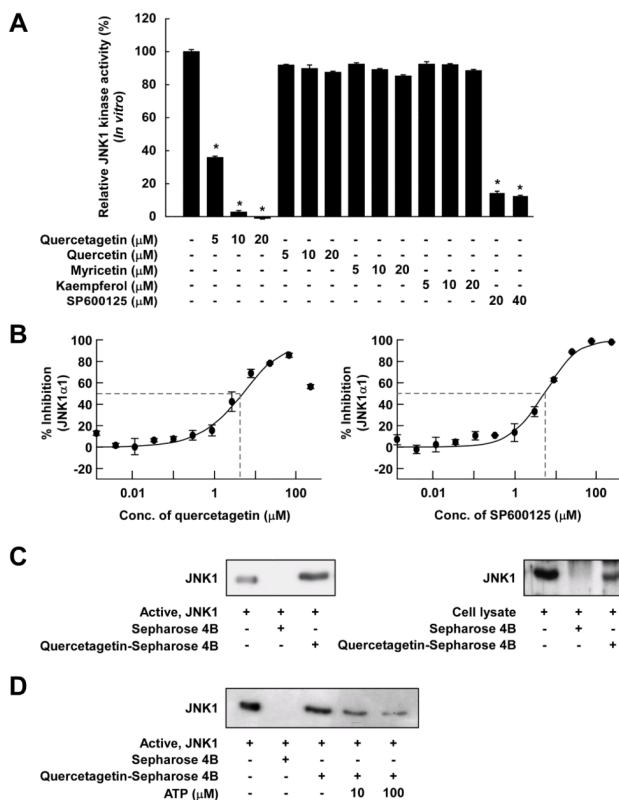 A
Relative JNK1 kinase activity (%)
(In vitro)
120
100
80
60
40
20
0
* * * * *
Quercetagetin (μM) - 5 10 20 - - - - - - - - - - -
Quercetin (μM) - - - - 5 10 20 - - - - - - - -
Myricetin (μM) - - - - - - - 5 10 20 - - - - -
Kaempferol (μM) - - - - - - - - - - 5 10 20 - -
SP600125 (μM) - - - - - - - - - - - - - 20 40
B
% Inhibition
(JNK1α1)
100
80
60
40
20
0
-20
0.01 1 100
Conc. of quercetagetin (μM)
% Inhibition
(JNK1α1)
100
80
60
40
20
0
-20
0.01 1 100
Conc. of SP600125 (μM)
C
JNK1
Active, JNK1 + + +
Sepharose 4B - + -
Quercetagetin-Sepharose 4B - - +
JNK1
Cell lysate + + +
Sepharose 4B - + -
Quercetagetin-Sepharose 4B - - +
D
JNK1
Active, JNK1 + + + + +
Sepharose 4B - + - - -
Quercetagetin-Sepharose 4B - - + + +
ATP (μM) - - - 10 100